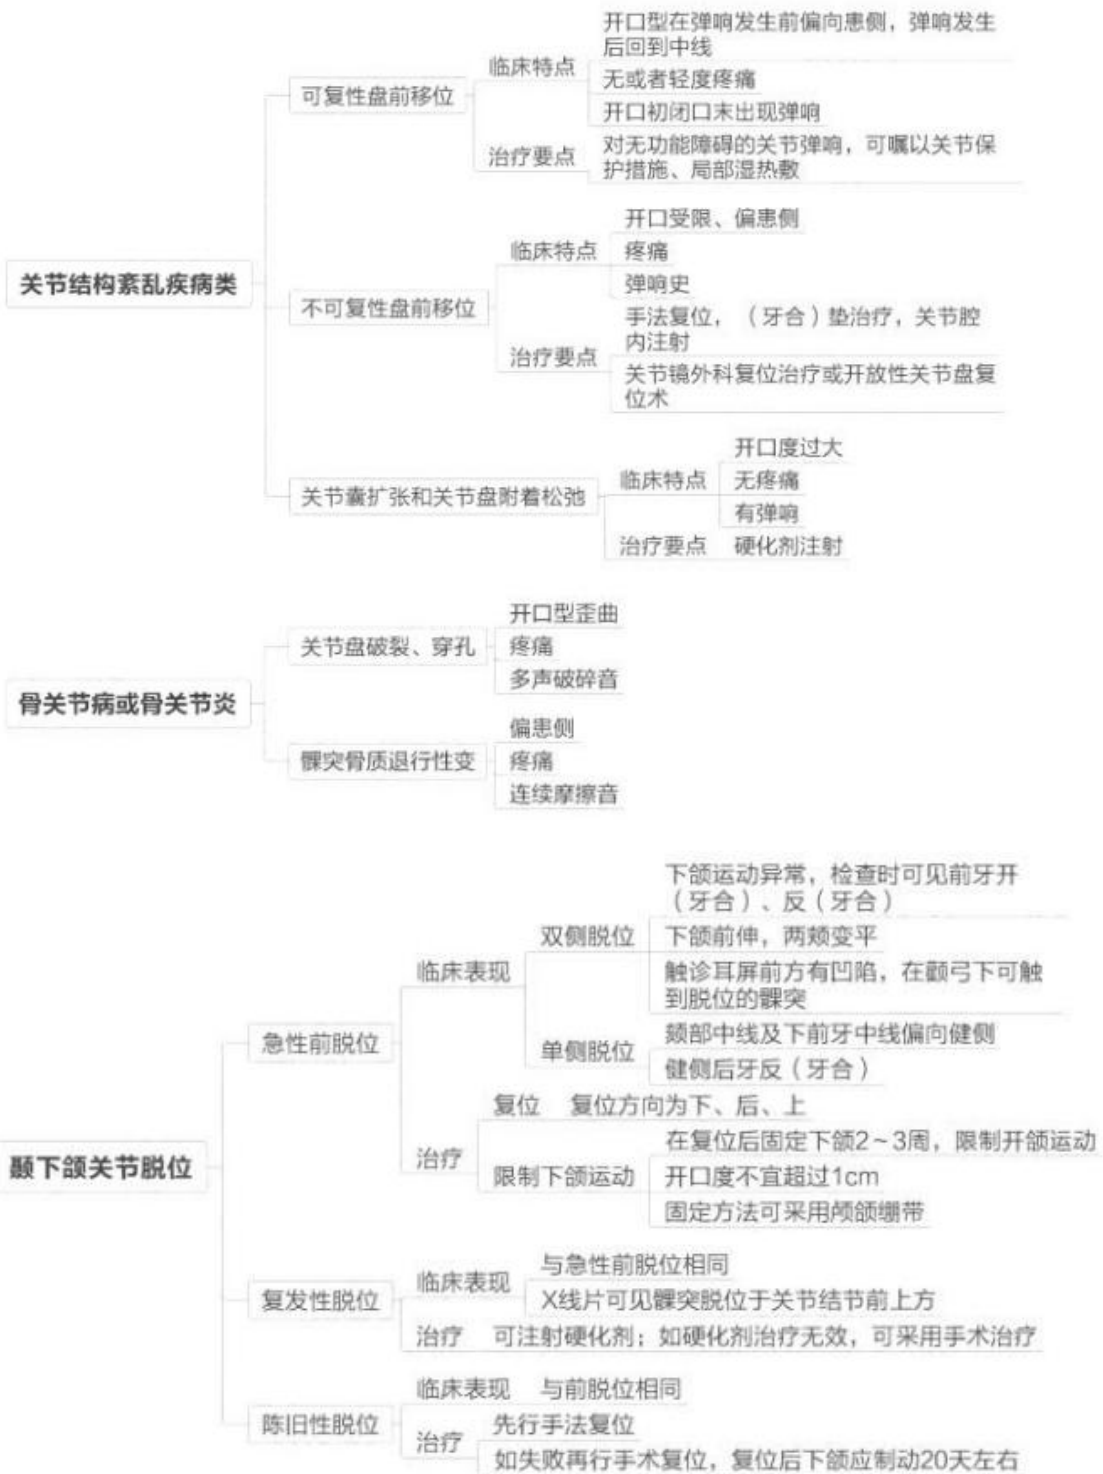 关节结构紊乱疾病类
可复性盘前移位
临床特点
开口型在弹响发生前偏向患侧，弹响发生
后回到中线
无或者轻度疼痛
开口初闭口末出现弹响
治疗要点
对无功能障碍的关节弹响，可嘱以关节保
护措施、局部湿热敷
不可复性盘前移位
临床特点
开口受限、偏患侧
疼痛
弹响史
治疗要点
手法复位，（牙合）垫治疗，关节腔
内注射
关节镜外科复位治疗或开放性关节盘复
位术
关节囊扩张和关节盘附着松弛
临床特点
开口度过大
无疼痛
有弹响
治疗要点
硬化剂注射
骨关节病或骨关节炎
关节盘破裂、穿孔
开口型歪曲
疼痛
多声破碎音
髁突骨质退行性变
偏患侧
疼痛
连续摩擦音
颞下颌关节脱位
急性前脱位
临床表现
双侧脱位
下颌运动异常，检查时可见前牙开
（牙合）、反（牙合）
下颌前伸，两颊变平
触诊耳屏前方有凹陷，在颧弓下可触
到脱位的髁突
单侧脱位
颏部中线及下前牙中线偏向健侧
健侧后牙反（牙合）
治疗
复位
复位方向为下、后、上
限制下颌运动
在复位后固定下颌2~3周，限制开颌运动
开口度不宜超过1cm
固定方法可采用颅颌绷带
复发性脱位
临床表现
与急性前脱位相同
X线片可见髁突脱位于关节结节前上方
治疗
可注射硬化剂；如硬化剂治疗无效，可采用手术治疗
陈旧性脱位
临床表现
与前脱位相同
治疗
先行手法复位
如失败再行手术复位，复位后下颌应制动20天左右